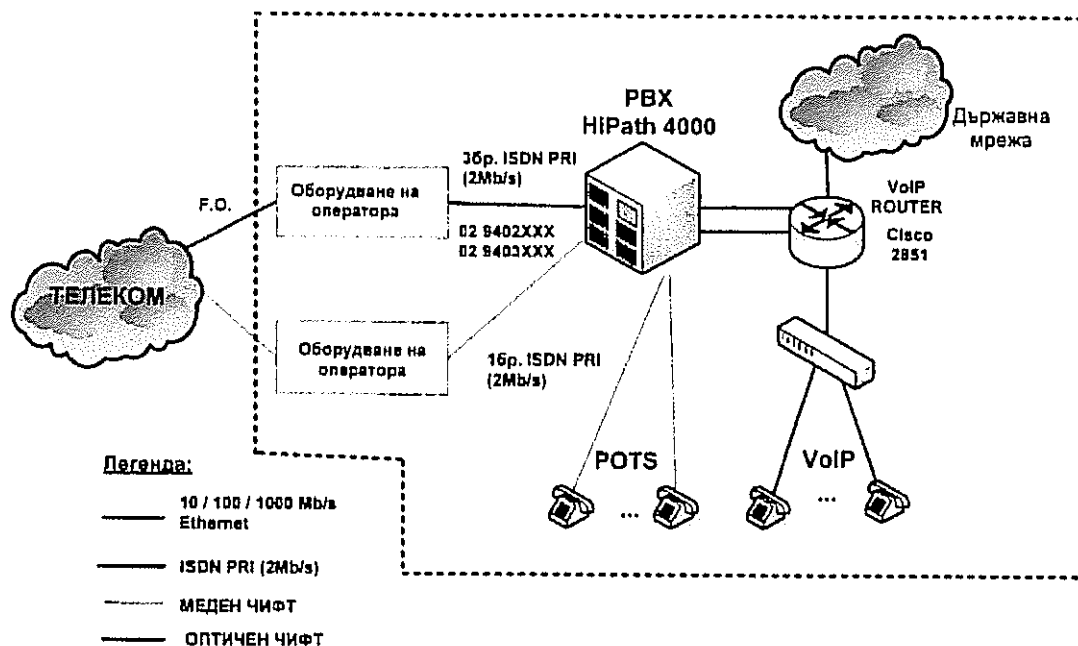 PBX
HiPath 4000
Държавна
мрежа
3бр. ISDN PRI
(2Mb/s)
VoIP
ROUTER
Cisco
2851
F.O.
Оборудване на
оператора
02 9402XXX
02 9403XXX
ТЕЛЕКОМ
Оборудване на
оператора
1бр. ISDN PRI
(2Mb/s)
POTS
VoIP
...
...
Легенда:
10 / 100 / 1000 Mb/s
Ethernet
ISDN PRI (2Mb/s)
МЕДЕН ЧИФТ
ОПТИЧЕН ЧИФТ